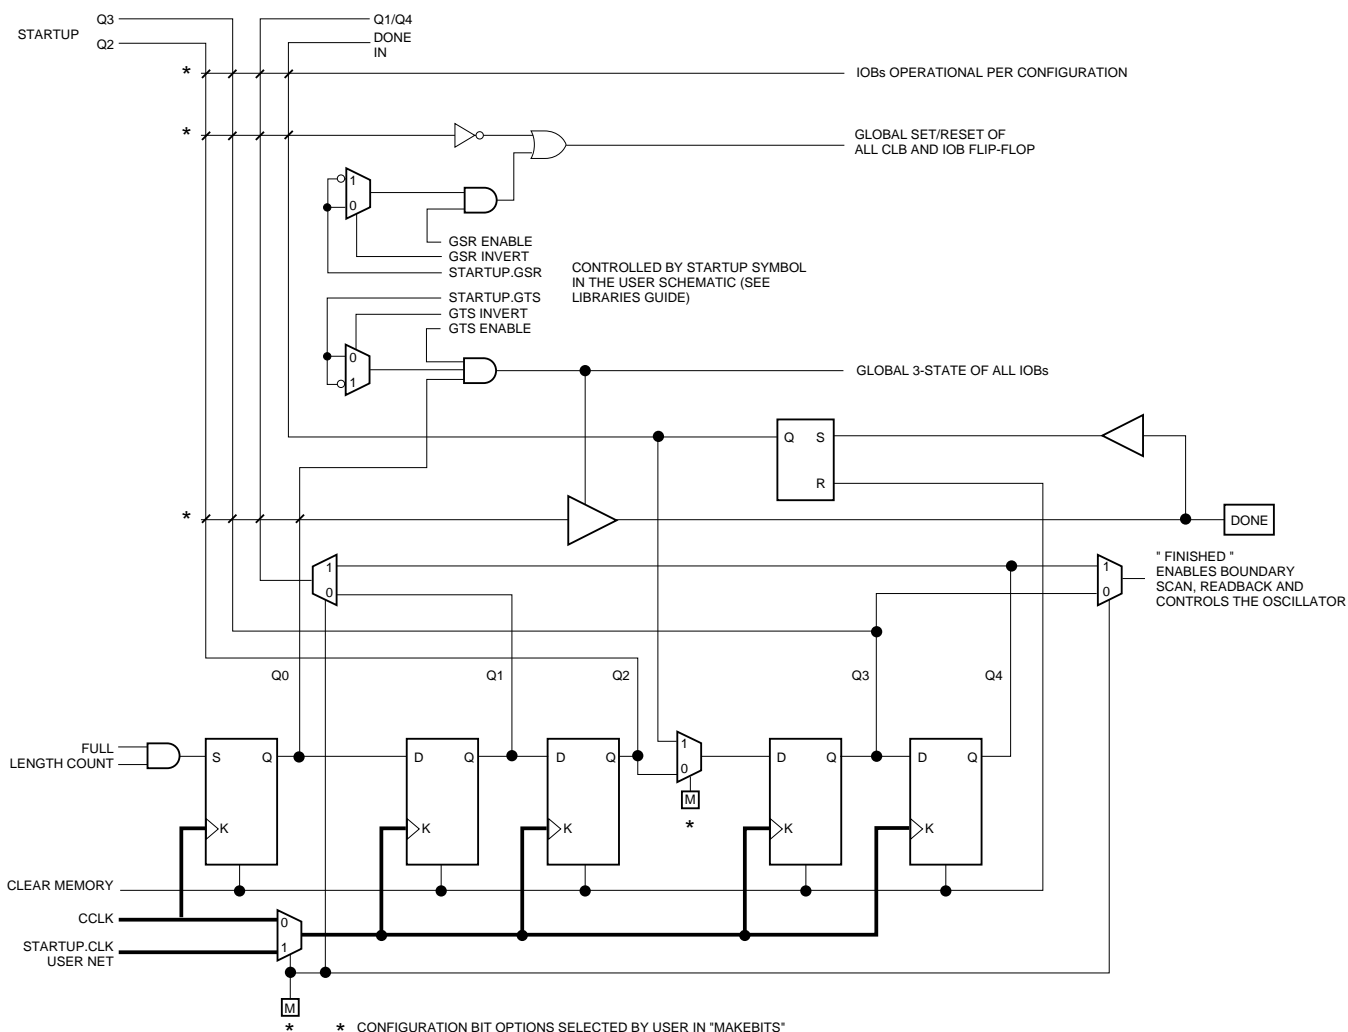 Q3
Q1/Q4
STARTUP
Q2
DONE
IN
*
IOBs OPERATIONAL PER CONFIGURATION
*
GLOBAL SET/RESET OF
ALL CLB AND IOB FLIP-FLOP
1
0
GSR ENABLE
GSR INVERT
STARTUP.GSR
CONTROLLED BY STARTUP SYMBOL
IN THE USER SCHEMATIC (SEE
LIBRARIES GUIDE)
STARTUP.GTS
GTS INVERT
GTS ENABLE
0
1
GLOBAL 3-STATE OF ALL IOBs
Q S
R
*
DONE
1
0
1
0
" FINISHED "
ENABLES BOUNDARY
SCAN, READBACK AND
CONTROLS THE OSCILLATOR
Q0
Q1
Q2
Q3
Q4
FULL
LENGTH COUNT
S Q
K
D Q
K
D Q
K
1
0
M
*
D Q
K
D Q
K
CLEAR MEMORY
CCLK
0
1
STARTUP.CLK
USER NET
M
*
* CONFIGURATION BIT OPTIONS SELECTED BY USER IN "MAKEBITS"